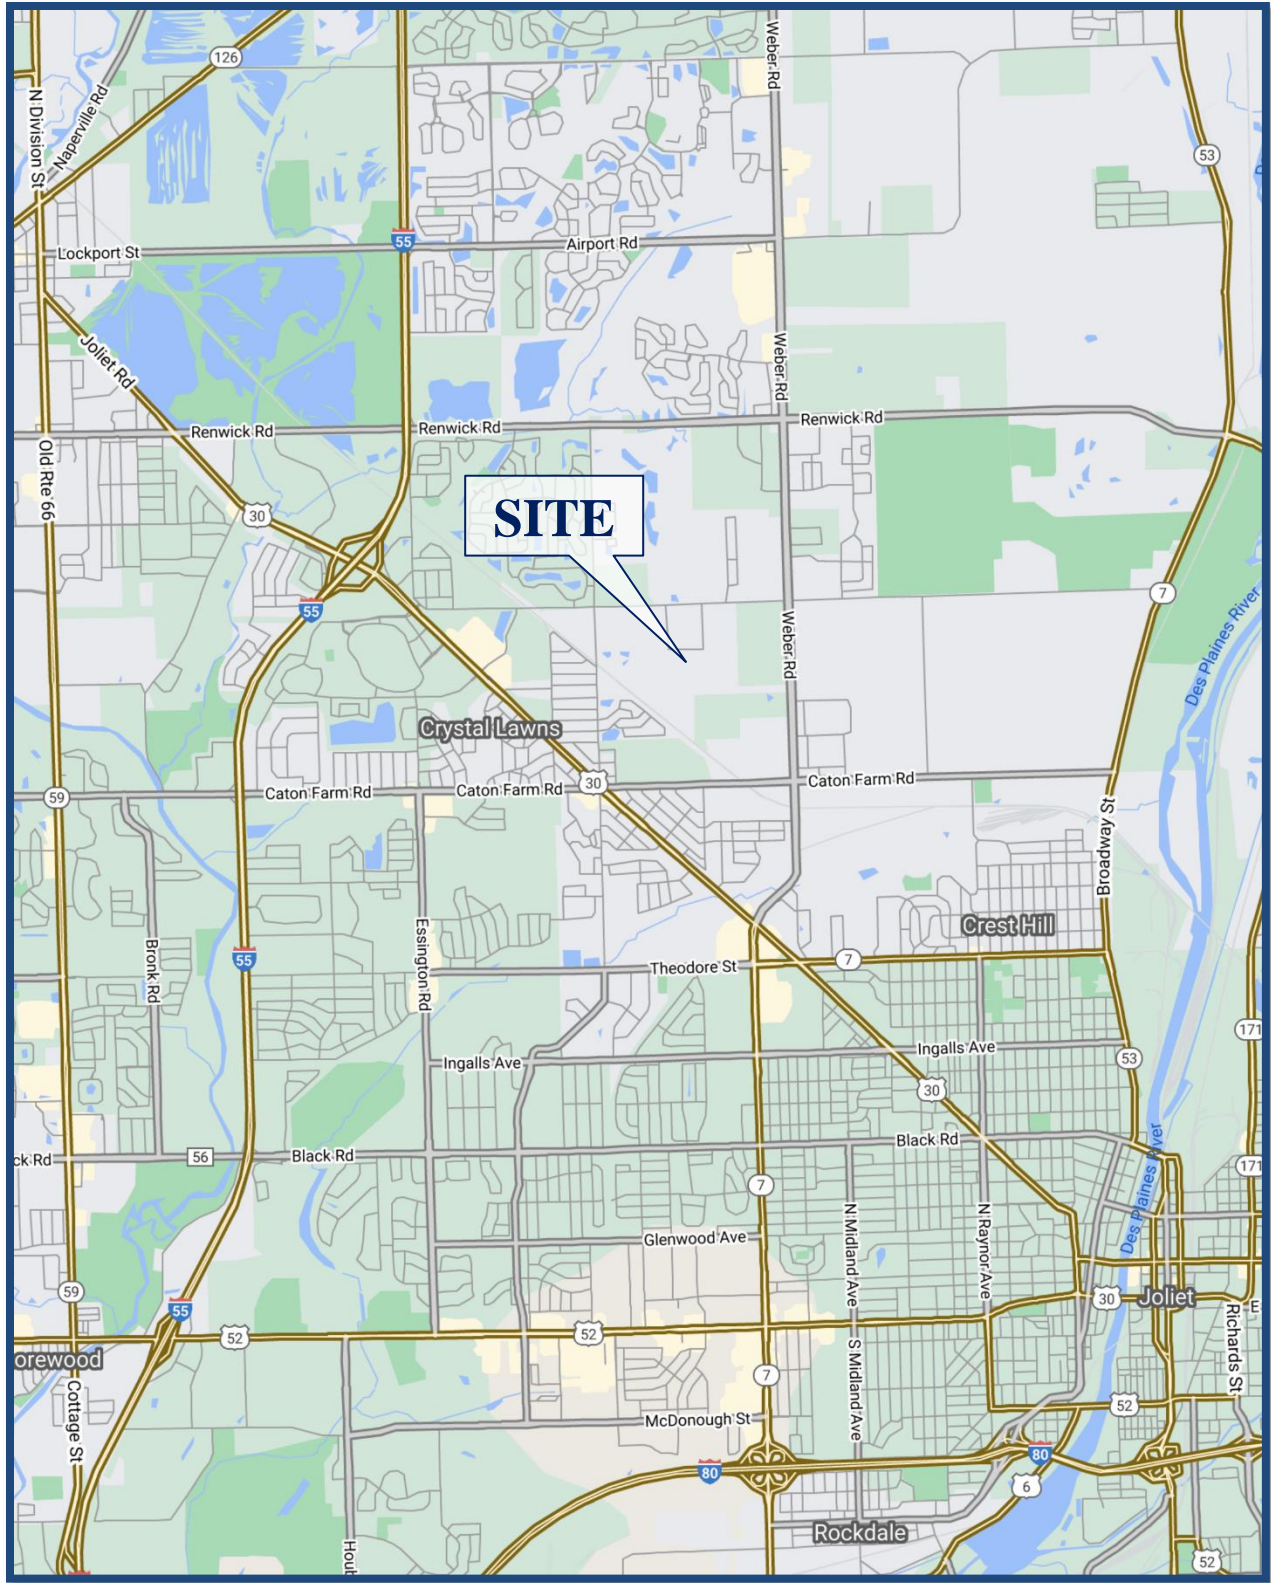 126
Weber Rd
N Division St
Naperville Rd
53
Lockport St
55
Airport Rd
Joliet Rd
Weber Rd
Renwick Rd
Renwick Rd
Renwick Rd
Old Rte 66
30
SITE
55
7
Weber Rd
Des Plaines River
Crystal Lawns
59
Caton Farm Rd
Caton Farm Rd
30
Caton Farm Rd
Broadway St
Crest Hill
Essington Rd
Bronk Rd
55
Theodore St
7
171
Ingalls Ave
Ingalls Ave
53
30
ck Rd
56
Black Rd
Black Rd
Des Plaines River
171
7
N Midland Ave
N Raynor Ave
Glenwood Ave
59
55
30
Joliet
E
52
52
Richards St
orewood
S Midland Ave
Cottage St
7
52
McDonough St
80
80
6
Rockdale
Houb
52